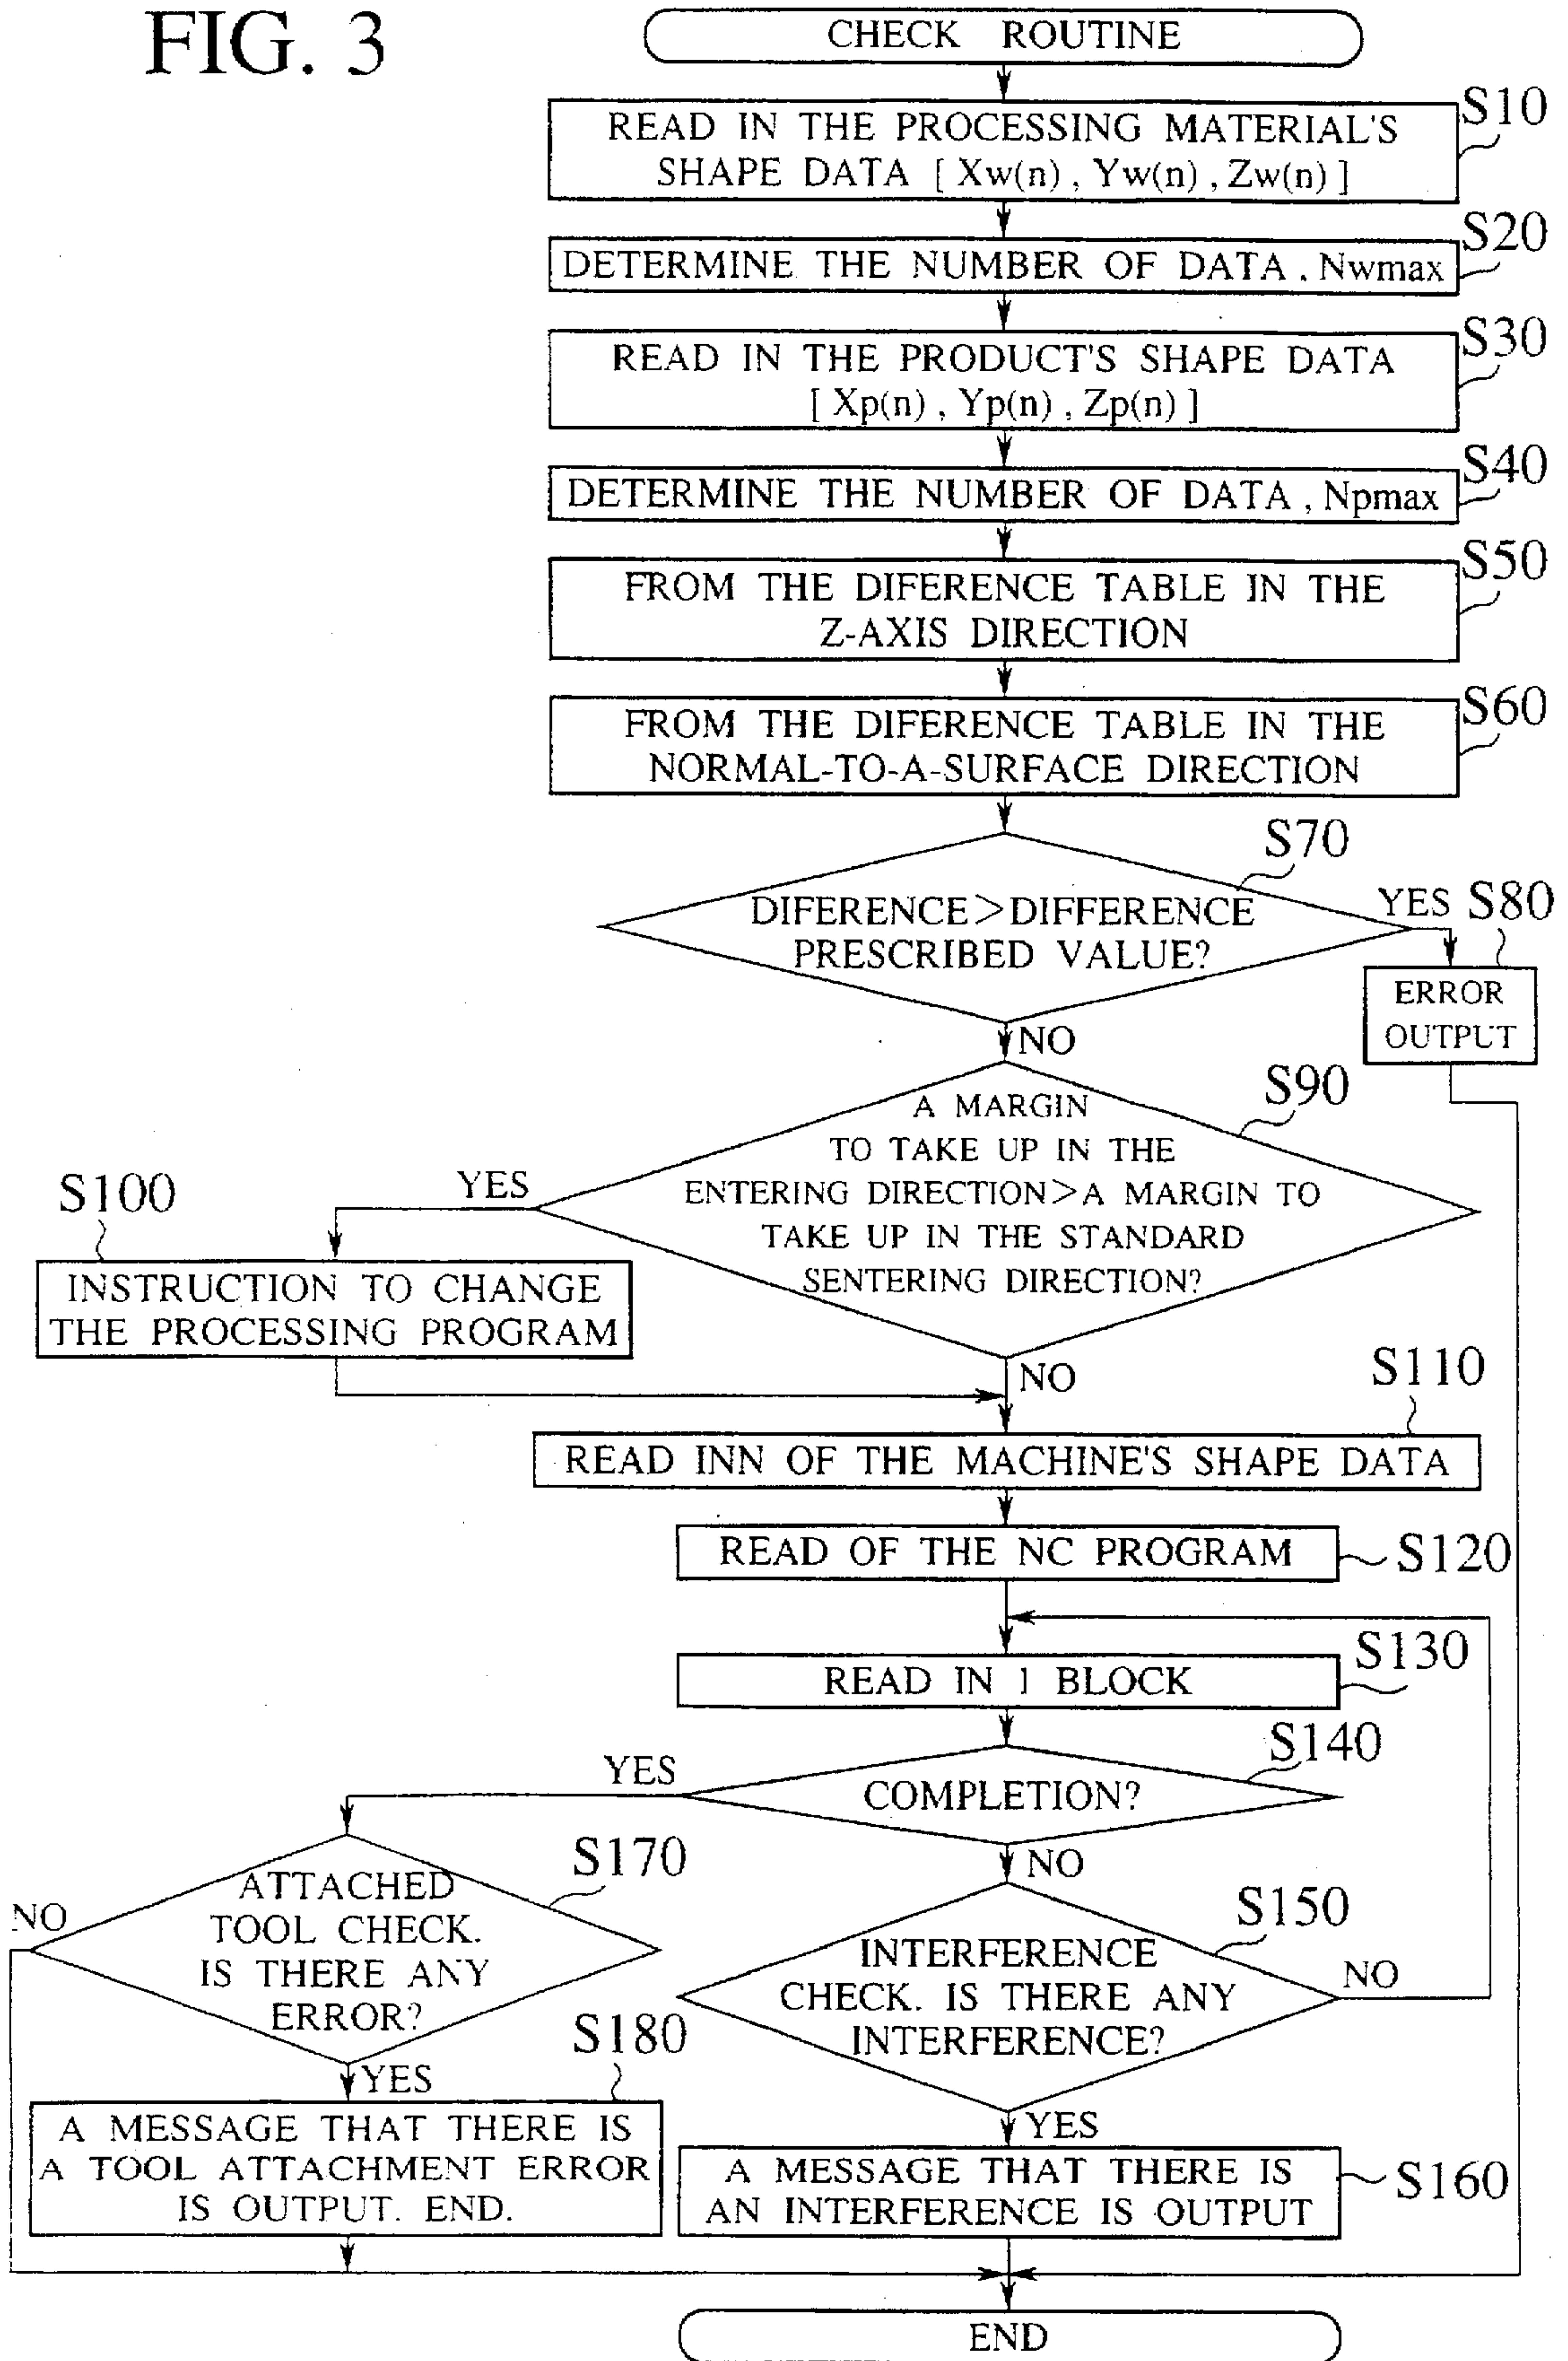 FIG. 3
CHECK ROUTINE
S10
READ IN THE PROCESSING MATERIAL'S
SHAPE DATA [ Xw(n) , Yw(n) , Zw(n) ]
S20
DETERMINE THE NUMBER OF DATA . Nwmax
S30
READ IN THE PRODUCT'S SHAPE DATA
[ Xp(n) , Yp(n) , Zp(n) ]
S40
DETERMINE THE NUMBER OF DATA , Npmax
S50
FROM THE DIFERENCE TABLE IN THE
Z-AXIS DIRECTION
S60
FROM THE DIFERENCE TABLE IN THE
NORMAL-TO-A-SURFACE DIRECTION
S70
DIFERENCE>DIFFERENCE
PRESCRIBED VALUE?
YES
S80
ERROR
OUTPUT
NO
S90
A MARGIN
TO TAKE UP IN THE
ENTERING DIRECTION>A MARGIN TO
TAKE UP IN THE STANDARD
SENTERING DIRECTION?
YES
S100
INSTRUCTION TO CHANGE
THE PROCESSING PROGRAM
NO
S110
READ INN OF THE MACHINE'S SHAPE DATA
READ OF THE NC PROGRAM
S120
S130
READ IN 1 BLOCK
S140
YES
COMPLETION?
NO
S170
ATTACHED
TOOL CHECK.
IS THERE ANY
ERROR?
NO
S150
INTERFERENCE
CHECK. IS THERE ANY
INTERFERENCE?
NO
S180
YES
A MESSAGE THAT THERE IS
A TOOL ATTACHMENT ERROR
IS OUTPUT. END.
YES
A MESSAGE THAT THERE IS
AN INTERFERENCE IS OUTPUT
S160
END